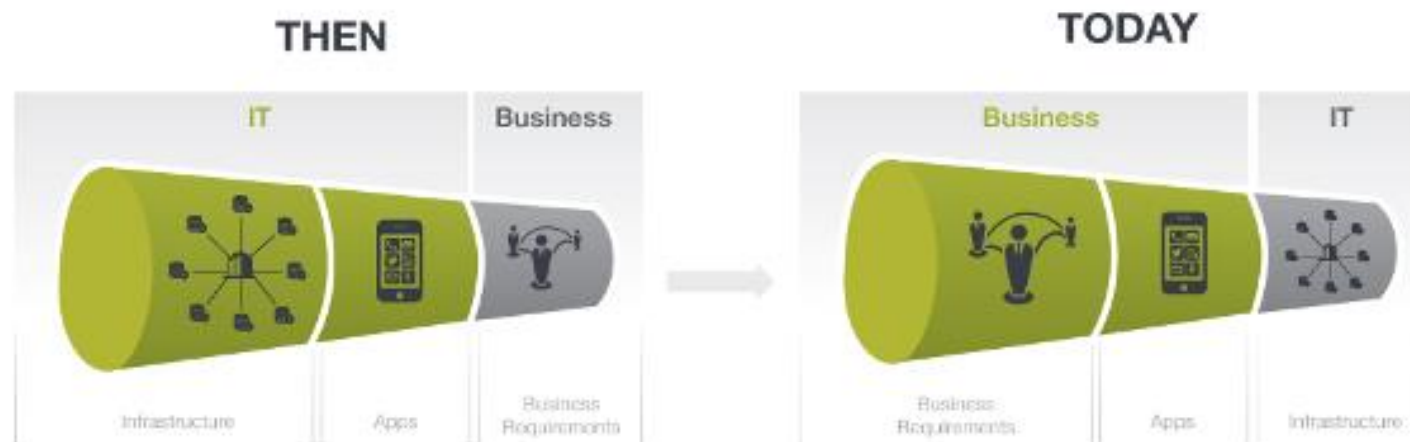 THEN
IT
Business
Infrastructure
Apps
Business
Requirements
TODAY
Business
IT
Business
Requirements
Apps
Infrastructure